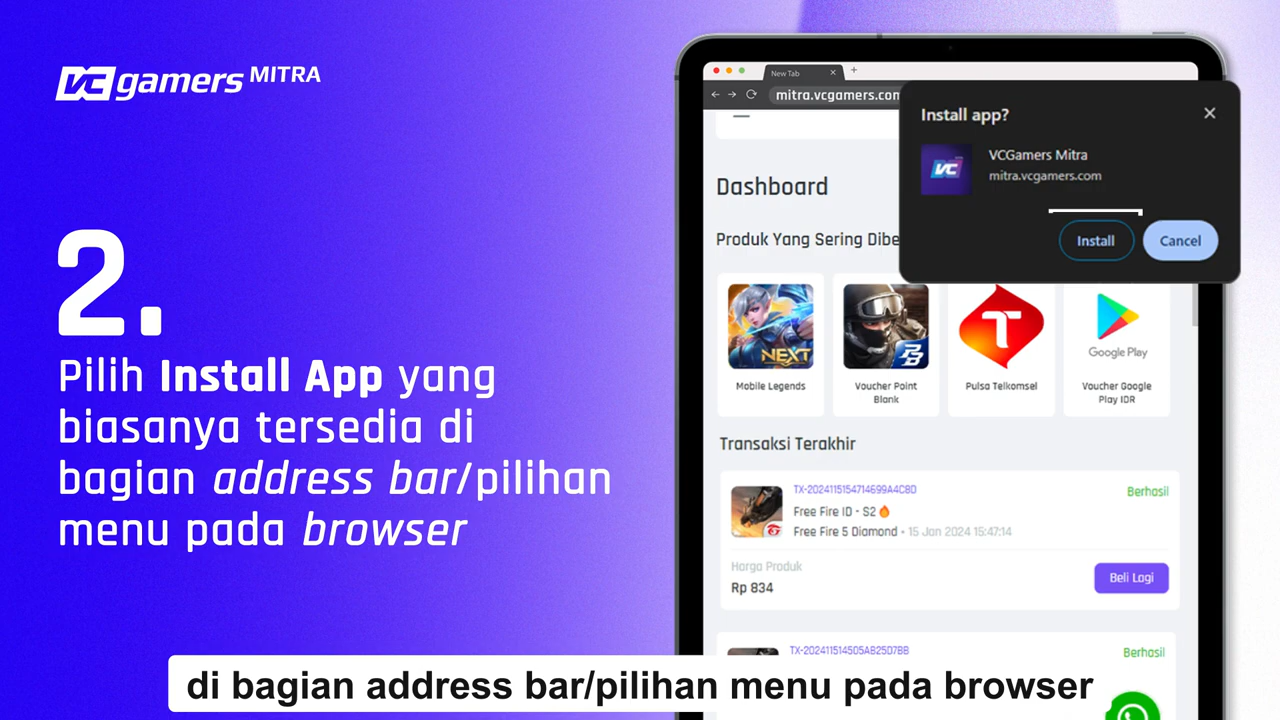 VCgamers MITRA
2.
Pilih Install App yang
biasanya tersedia di
bagian address bar/pilihan
menu pada browser
New Tab
mitra.vcgamers.com
Install app?
VCGamers Mitra
mitra.vcgamers.com
Install
Cancel
Dashboard
Produk Yang Sering Dibe
NEXT
PB
T
Google Play
Mobile Legends
Voucher Point
Blank
Pulsa Telkomsel
Voucher Google
Play IDR
Transaksi Terakhir
TX-2024115154714699A4C8D
Berhasil
Free Fire ID - S2🔥
Free Fire 5 Diamond • 15 Jan 2024 15:47:14
Harga Produk
Rp 834
Beli Lagi
TX-202411514505AB25D7BB
Berhasil
di bagian address bar/pilihan menu pada browser